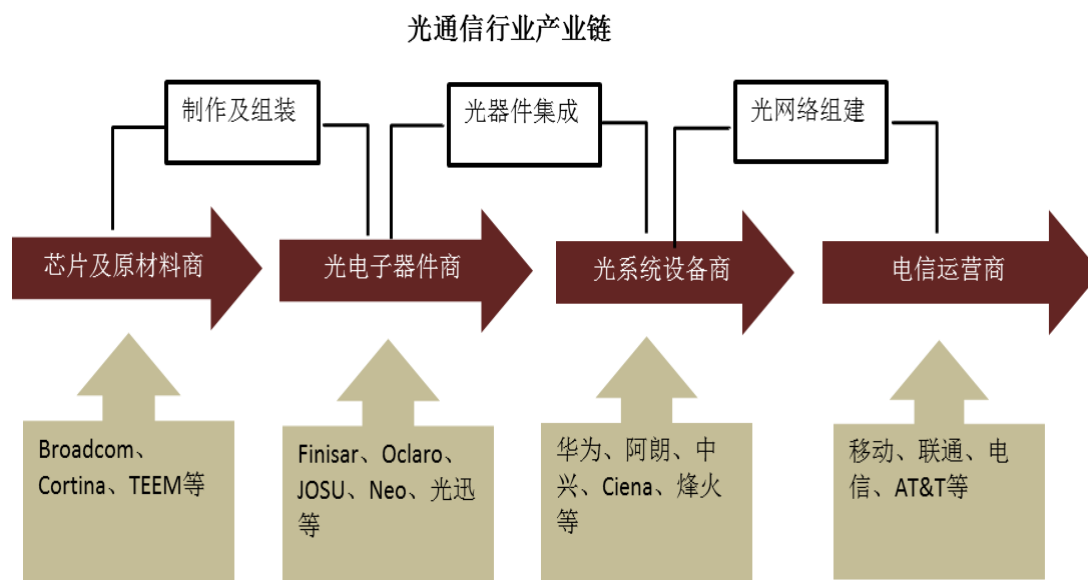 光通信行业产业链
制作及组装
光器件集成
光网络组建
芯片及原材料商
光电子器件商
光系统设备商
电信运营商
Broadcom、
Cortina、TEEM等
Finisar、Oclaro、
JOSU、Neo、光迅
等
华为、阿朗、中
兴、Ciena、烽火
等
移动、联通、电
信、AT&T等